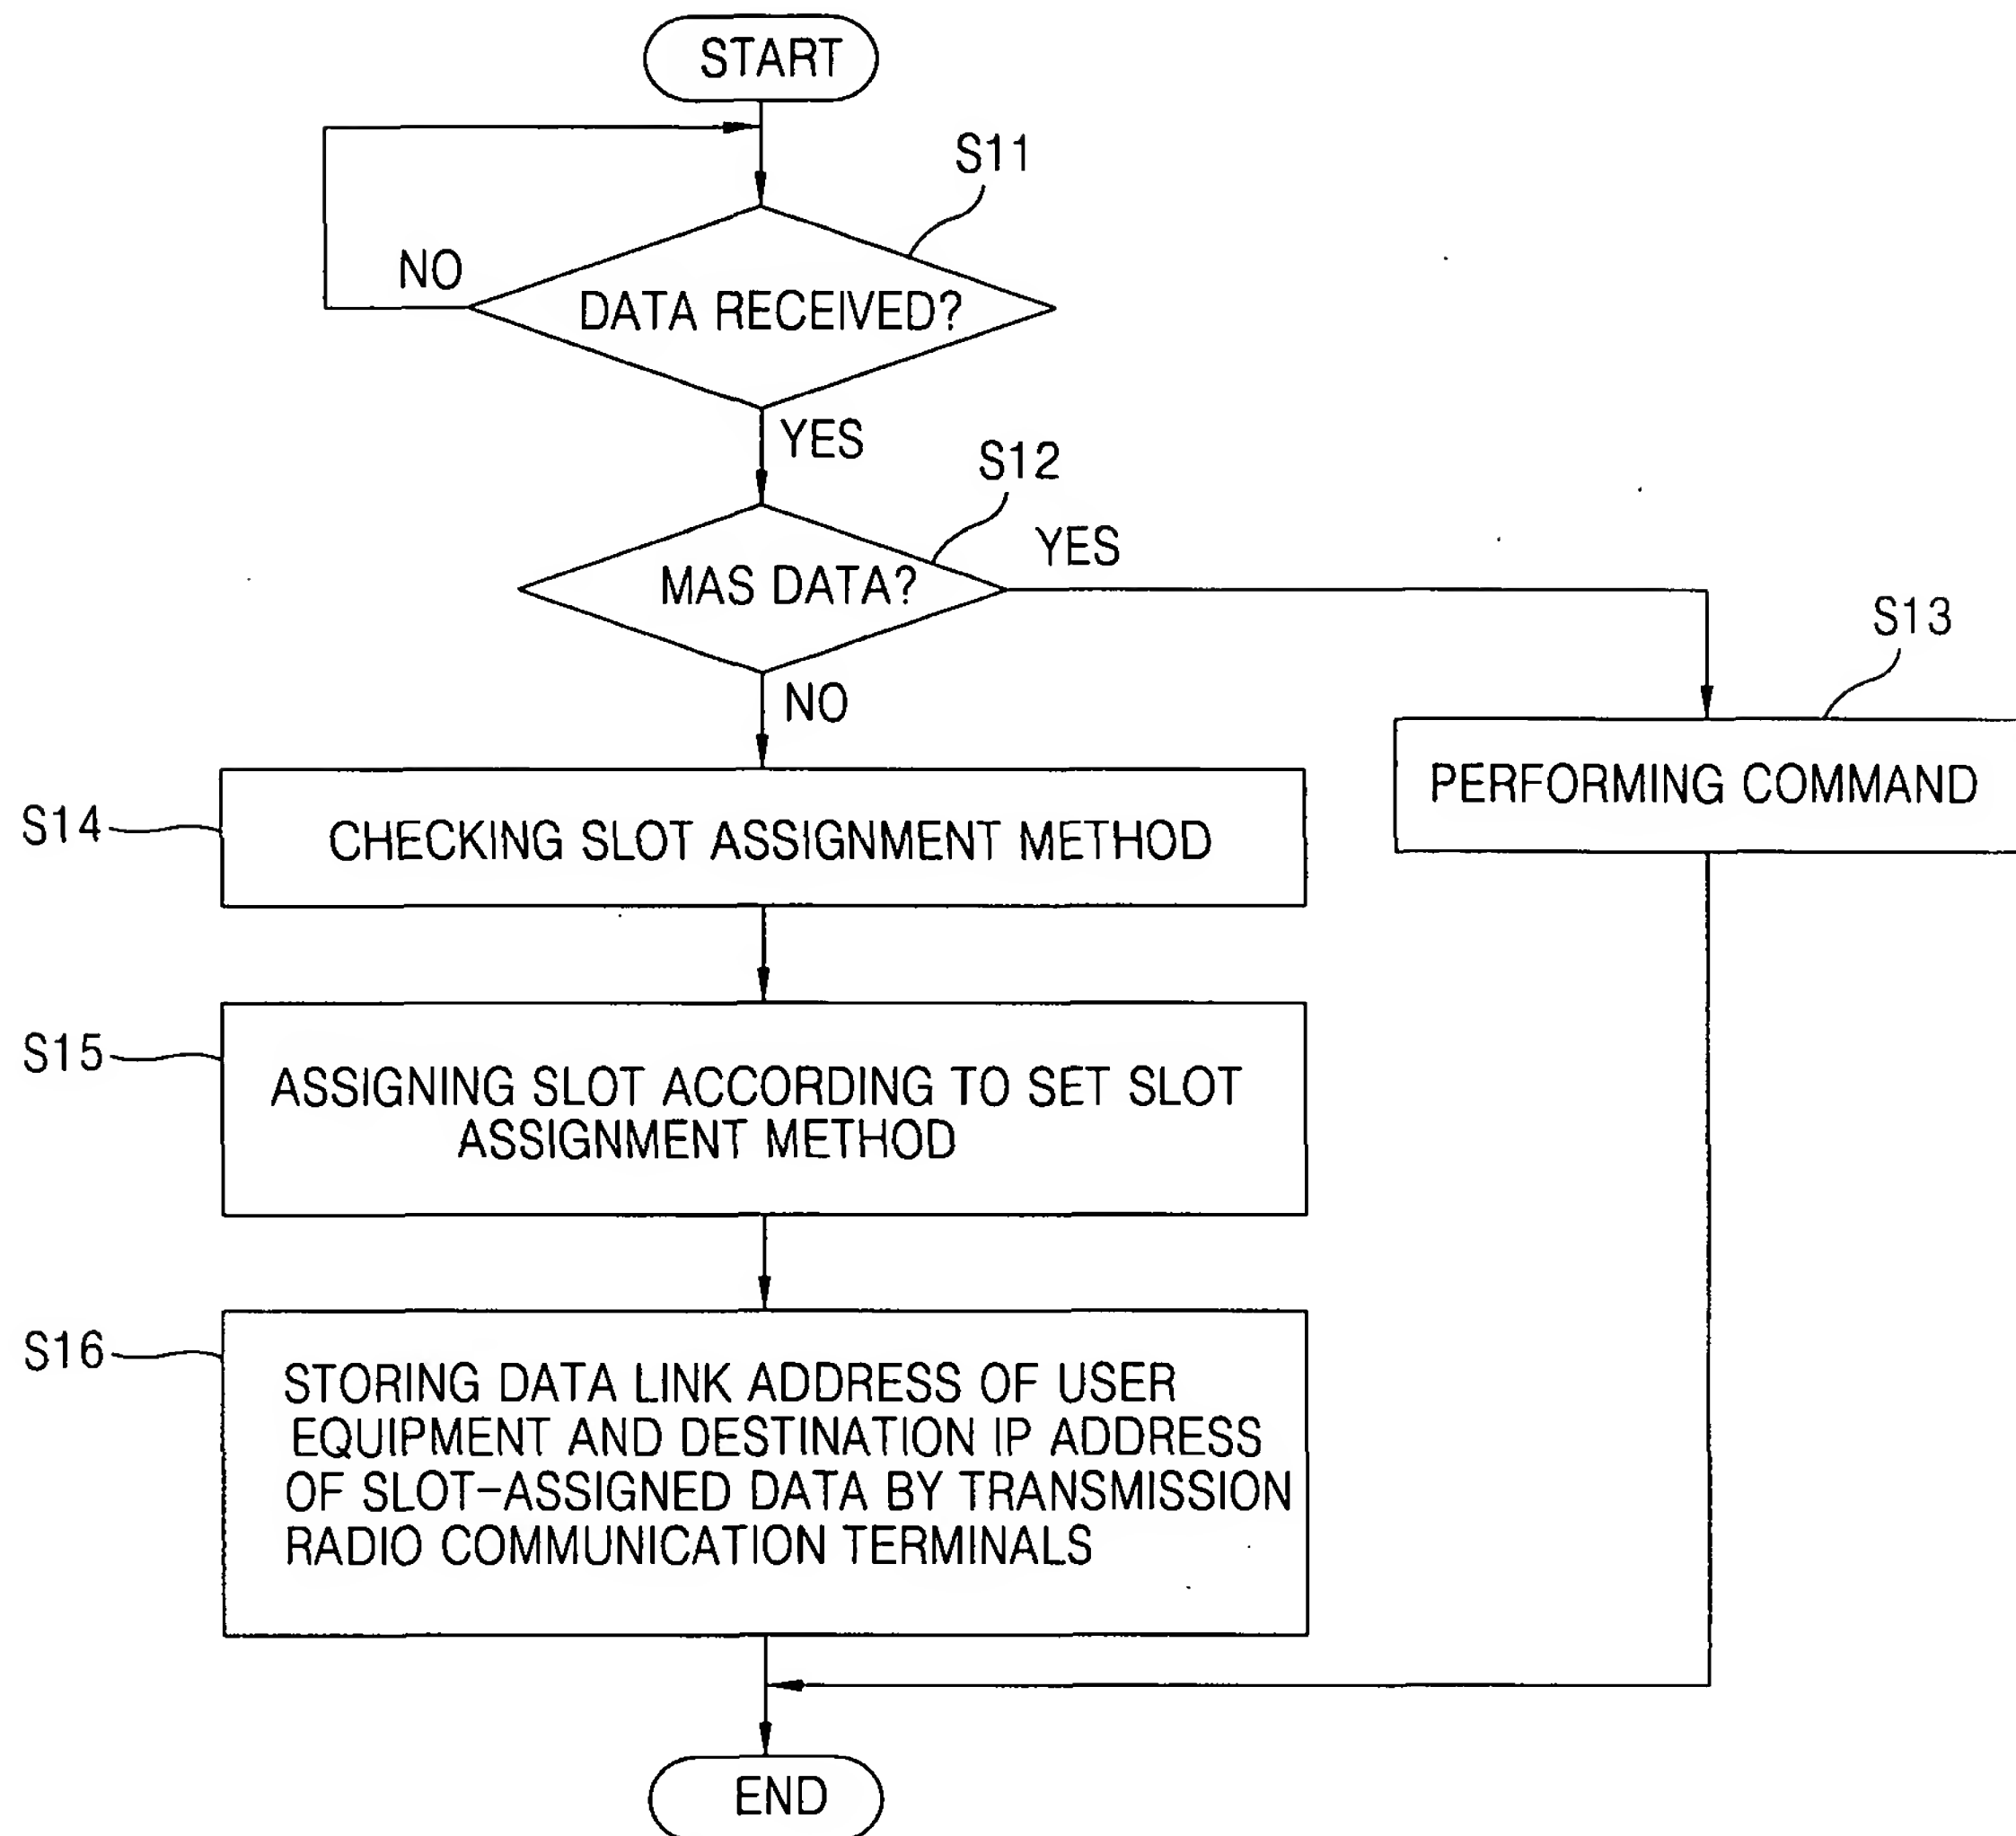 START
S11
NO
DATA RECEIVED?
YES
S12
YES
MAS DATA?
S13
NO
PERFORMING COMMAND
S14
CHECKING SLOT ASSIGNMENT METHOD
S15
ASSIGNING SLOT ACCORDING TO SET SLOT
ASSIGNMENT METHOD
S16
STORING DATA LINK ADDRESS OF USER
EQUIPMENT AND DESTINATION IP ADDRESS
OF SLOT-ASSIGNED DATA BY TRANSMISSION
RADIO COMMUNICATION TERMINALS
END